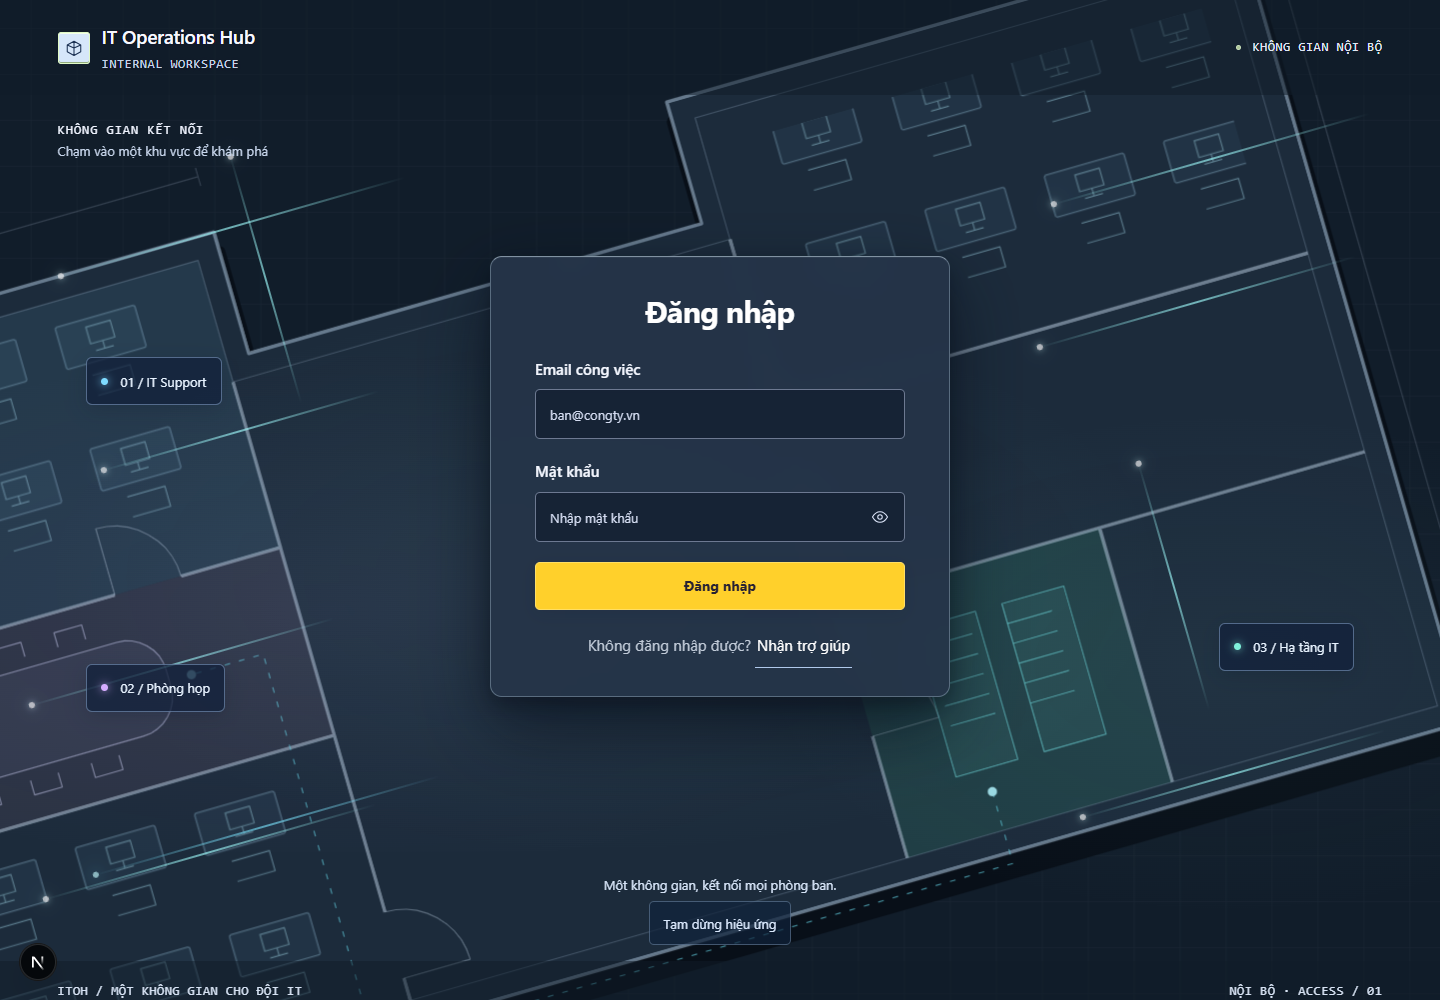 IT Operations Hub
INTERNAL WORKSPACE
KHÔNG GIAN NỘI BỘ
KHÔNG GIAN KẾT NỐI
Chạm vào một khu vực để khám phá
Đăng nhập
Email công việc
ban@congty.vn
Mật khẩu
Nhập mật khẩu
Đăng nhập
Không đăng nhập được? Nhận trợ giúp
01 / IT Support
02 / Phòng họp
03 / Hạ tầng IT
Một không gian, kết nối mọi phòng ban.
Tạm dừng hiệu ứng
N
ITOH / MỘT KHÔNG GIAN CHO ĐỘI IT
NỘI BỘ · ACCESS / 01